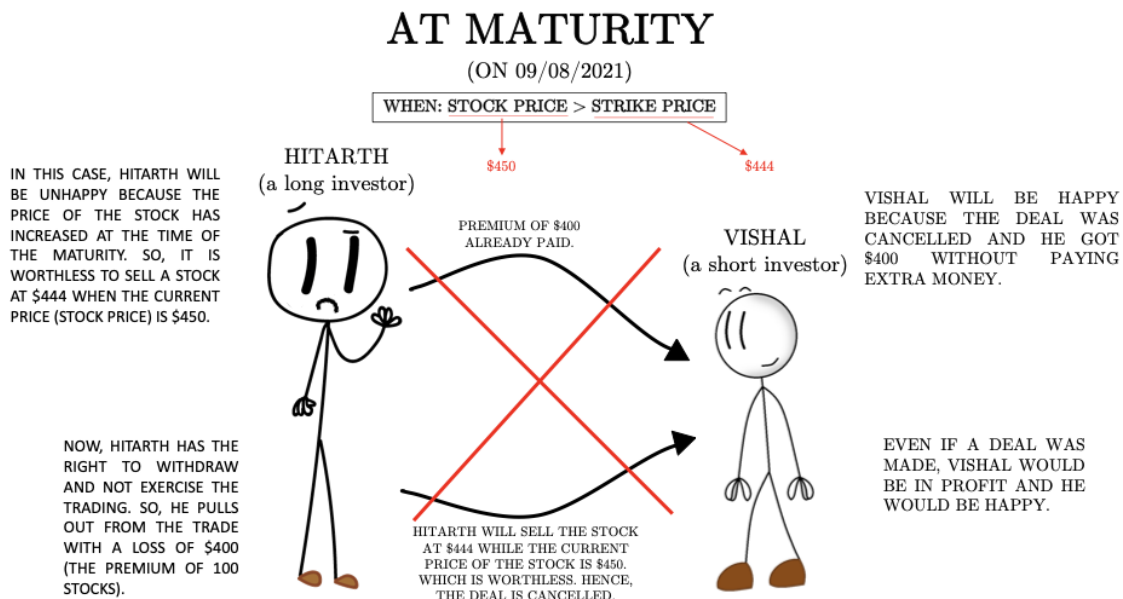 AT MATURITY
(ON 09/08/2021)
WHEN: STOCK PRICE > STRIKE PRICE
$450
$444
HITARTH
(a long investor)
IN THIS CASE, HITARTH WILL
BE UNHAPPY BECAUSE THE
PRICE OF THE STOCK HAS
INCREASED AT THE TIME OF
THE MATURITY. SO, IT IS
WORTHLESS TO SELL A STOCK
AT $444 WHEN THE CURRENT
PRICE (STOCK PRICE) IS $450.
PREMIUM OF $400
ALREADY PAID.
VISHAL
(a short investor)
VISHAL WILL BE HAPPY
BECAUSE THE DEAL WAS
CANCELLED AND HE GOT
$400 WITHOUT PAYING
EXTRA MONEY.
NOW, HITARTH HAS THE
RIGHT TO WITHDRAW
AND NOT EXERCISE THE
TRADING. SO, HE PULLS
OUT FROM THE TRADE
WITH A LOSS OF $400
(THE PREMIUM OF 100
STOCKS).
HITARTH WILL SELL THE STOCK
AT $444 WHILE THE CURRENT
PRICE OF THE STOCK IS $450.
WHICH IS WORTHLESS. HENCE,
THE DEAL IS CANCELLED.
EVEN IF A DEAL WAS
MADE, VISHAL WOULD
BE IN PROFIT AND HE
WOULD BE HAPPY.